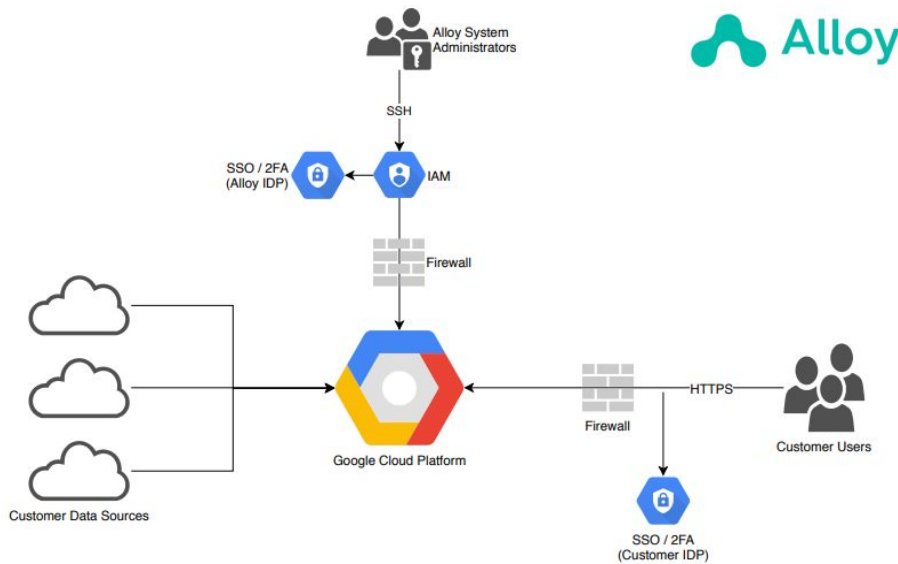 Alloy System
Administrators
Alloy
SSH
SSO / 2FA
(Alloy IDP)
IAM
Firewall
HTTPS
Firewall
Customer Users
Google Cloud Platform
Customer Data Sources
SSO / 2FA
(Customer IDP)